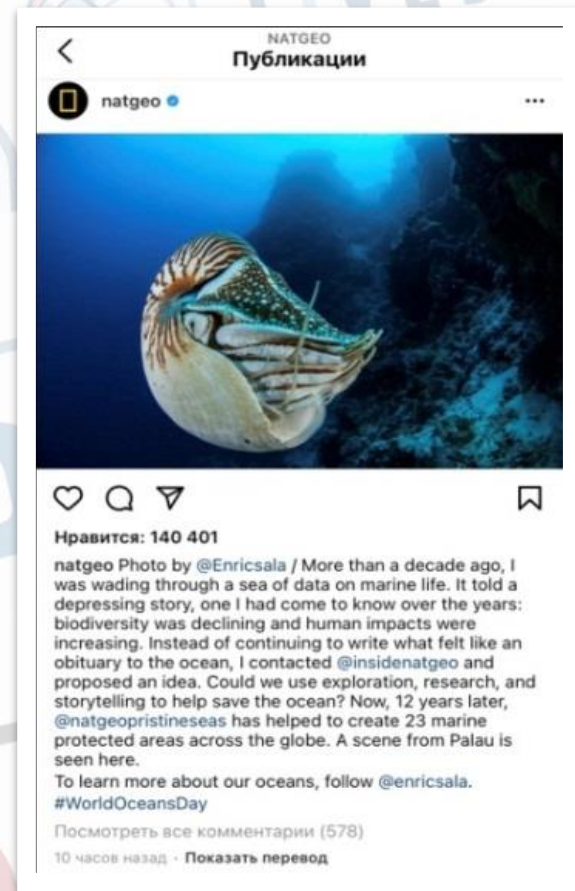 NATGEO
Публикации
natgeo
Нравится: 140 401
natgeo Photo by @Enricsala / More than a decade ago, I
was wading through a sea of data on marine life. It told a
depressing story, one I had come to know over the years:
biodiversity was declining and human impacts were
increasing. Instead of continuing to write what felt like an
obituary to the ocean, I contacted @insidenatgeo and
proposed an idea. Could we use exploration, research, and
storytelling to help save the ocean? Now, 12 years later,
@natgeopristineseas has helped to create 23 marine
protected areas across the globe. A scene from Palau is
seen here.
To learn more about our oceans, follow @enricsala.
#WorldOceansDay
Посмотреть все комментарии (578)
10 часов назад · Показать перевод